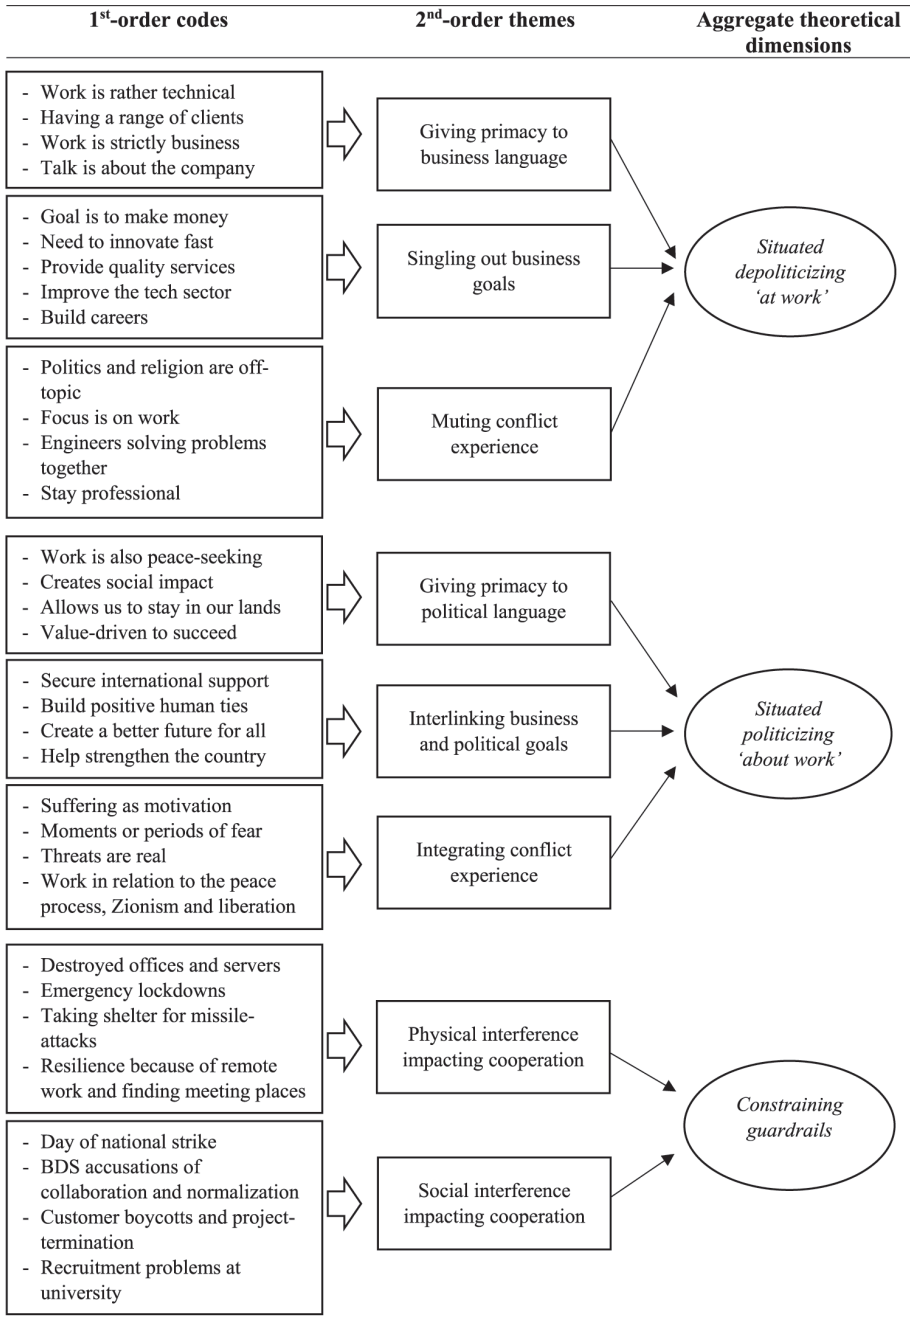 1st-order codes
2nd-order themes
Aggregate theoretical
dimensions
- Work is rather technical
- Having a range of clients
- Work is strictly business
- Talk is about the company
Giving primacy to
business language
- Goal is to make money
- Need to innovate fast
- Provide quality services
- Improve the tech sector
- Build careers
Singling out business
goals
- Politics and religion are off-
topic
- Focus is on work
- Engineers solving problems
together
- Stay professional
Muting conflict
experience
Situated
depoliticizing
‘at work’
- Work is also peace-seeking
- Creates social impact
- Allows us to stay in our lands
- Value-driven to succeed
Giving primacy to
political language
- Secure international support
- Build positive human ties
- Create a better future for all
- Help strengthen the country
Interlinking business
and political goals
- Suffering as motivation
- Moments or periods of fear
- Threats are real
- Work in relation to the peace
process, Zionism and liberation
Integrating conflict
experience
Situated
politicizing
‘about work’
- Destroyed offices and servers
- Emergency lockdowns
- Taking shelter for missile-
attacks
- Resilience because of remote
work and finding meeting places
Physical interference
impacting cooperation
- Day of national strike
- BDS accusations of
collaboration and normalization
- Customer boycotts and project-
termination
- Recruitment problems at
university
Social interference
impacting cooperation
Constraining
guardrails